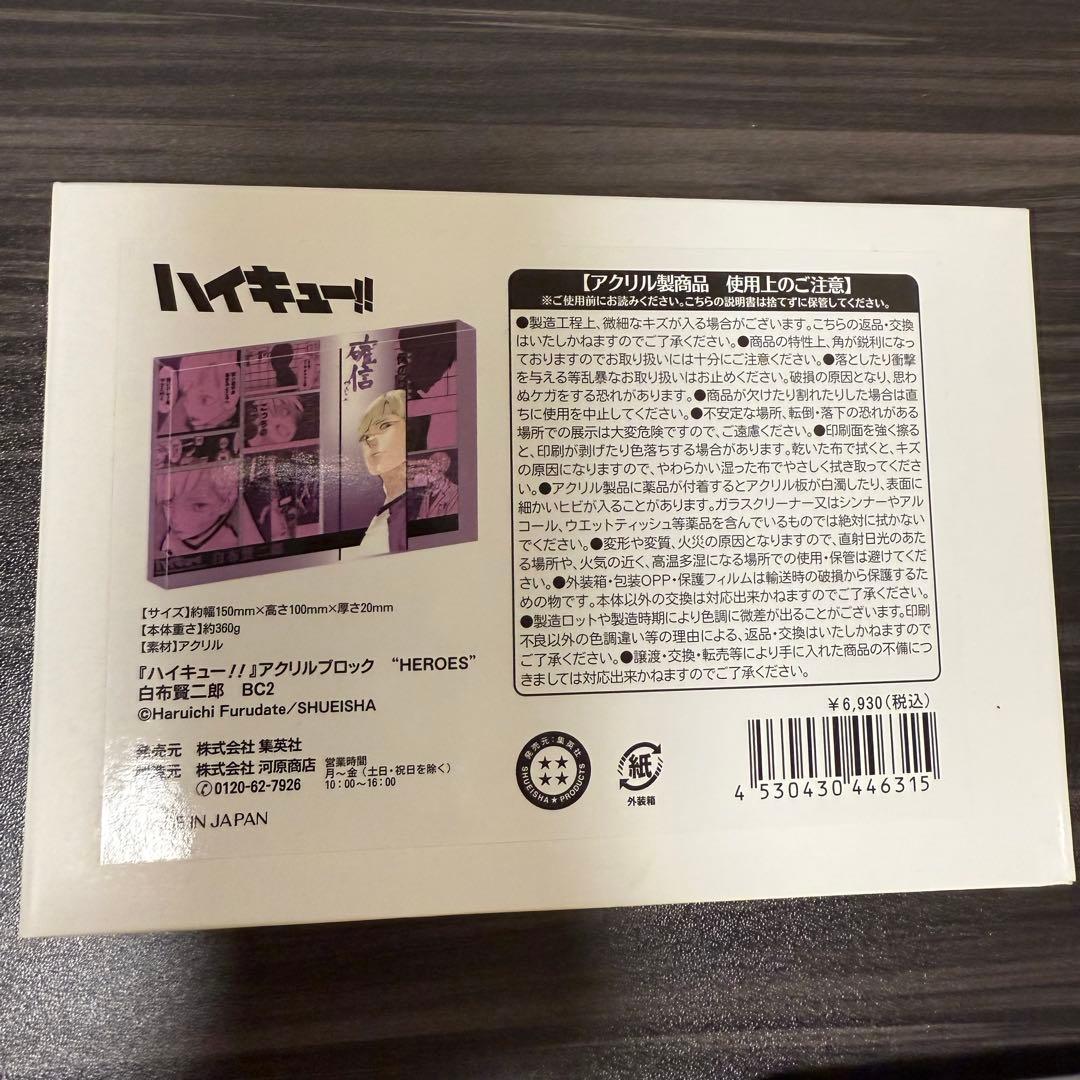 ハイキュー!!
確信
白布賢二郎
【サイズ】約幅150mm×高さ100mm×厚さ20mm
【本体重さ】約360g
【素材】アクリル
『ハイキュー!!』アクリルブロック “HEROES”
白布賢二郎 BC2
©Haruichi Furudate/SHUEISHA
発売元 株式会社 集英社
製造元 株式会社 河原商店
0120-62-7926
営業時間
月～金（土日・祝日を除く）
10：00～16：00
IN JAPAN
【アクリル製商品 使用上のご注意】
※ご使用前にお読みください。こちらの説明書は捨てずに保管してください。
●製造工程上、微細なキズが入る場合がございます。こちらの返品・交換
はいたしかねますのでご了承ください。●商品の特性上、角が鋭利になっ
ておりますのでお取り扱いには十分にご注意ください。●落としたり衝撃
を与える等乱暴なお取り扱いはお止めください。破損の原因となり、思わ
ぬケガをする恐れがあります。●商品が欠けたり割れたりした場合は直
ちに使用を中止してください。●不安定な場所、転倒・落下の恐れがある
場所での展示は大変危険ですので、ご遠慮ください。●印刷面を強く擦る
と、印刷が剥げたり色落ちする場合があります。乾いた布で拭くと、キズ
の原因になりますので、やわらかい湿った布でやさしく拭き取ってくださ
い。●アクリル製品に薬品が付着するとアクリル板が白濁したり、表面に
細かいヒビが入ることがあります。ガラスクリーナー又はシンナーやアル
コール、ウエットティッシュ等薬品を含んでいるものでは絶対に拭かない
でください。●変形や変質、火災の原因となりますので、直射日光のあた
る場所や、火気の近く、高温多湿になる場所での使用・保管は避けてくだ
さい。●外装箱・包装OPP・保護フィルムは輸送時の破損から保護するた
めの物です。本体以外の交換は対応出来かねますのでご了承ください。
●製造ロットや製造時期により色調に微差が出ることがございます。印刷
不良以外の色調違い等の理由による、返品・交換はいたしかねますので
ご了承ください。●譲渡・交換・転売等により手に入れた商品の不備につ
きましては対応出来かねますのでご了承ください。
￥6,930（税込）
発売元：集英社
SHUEISHA★PRODUCTS
紙
外装箱
4 530430 446315